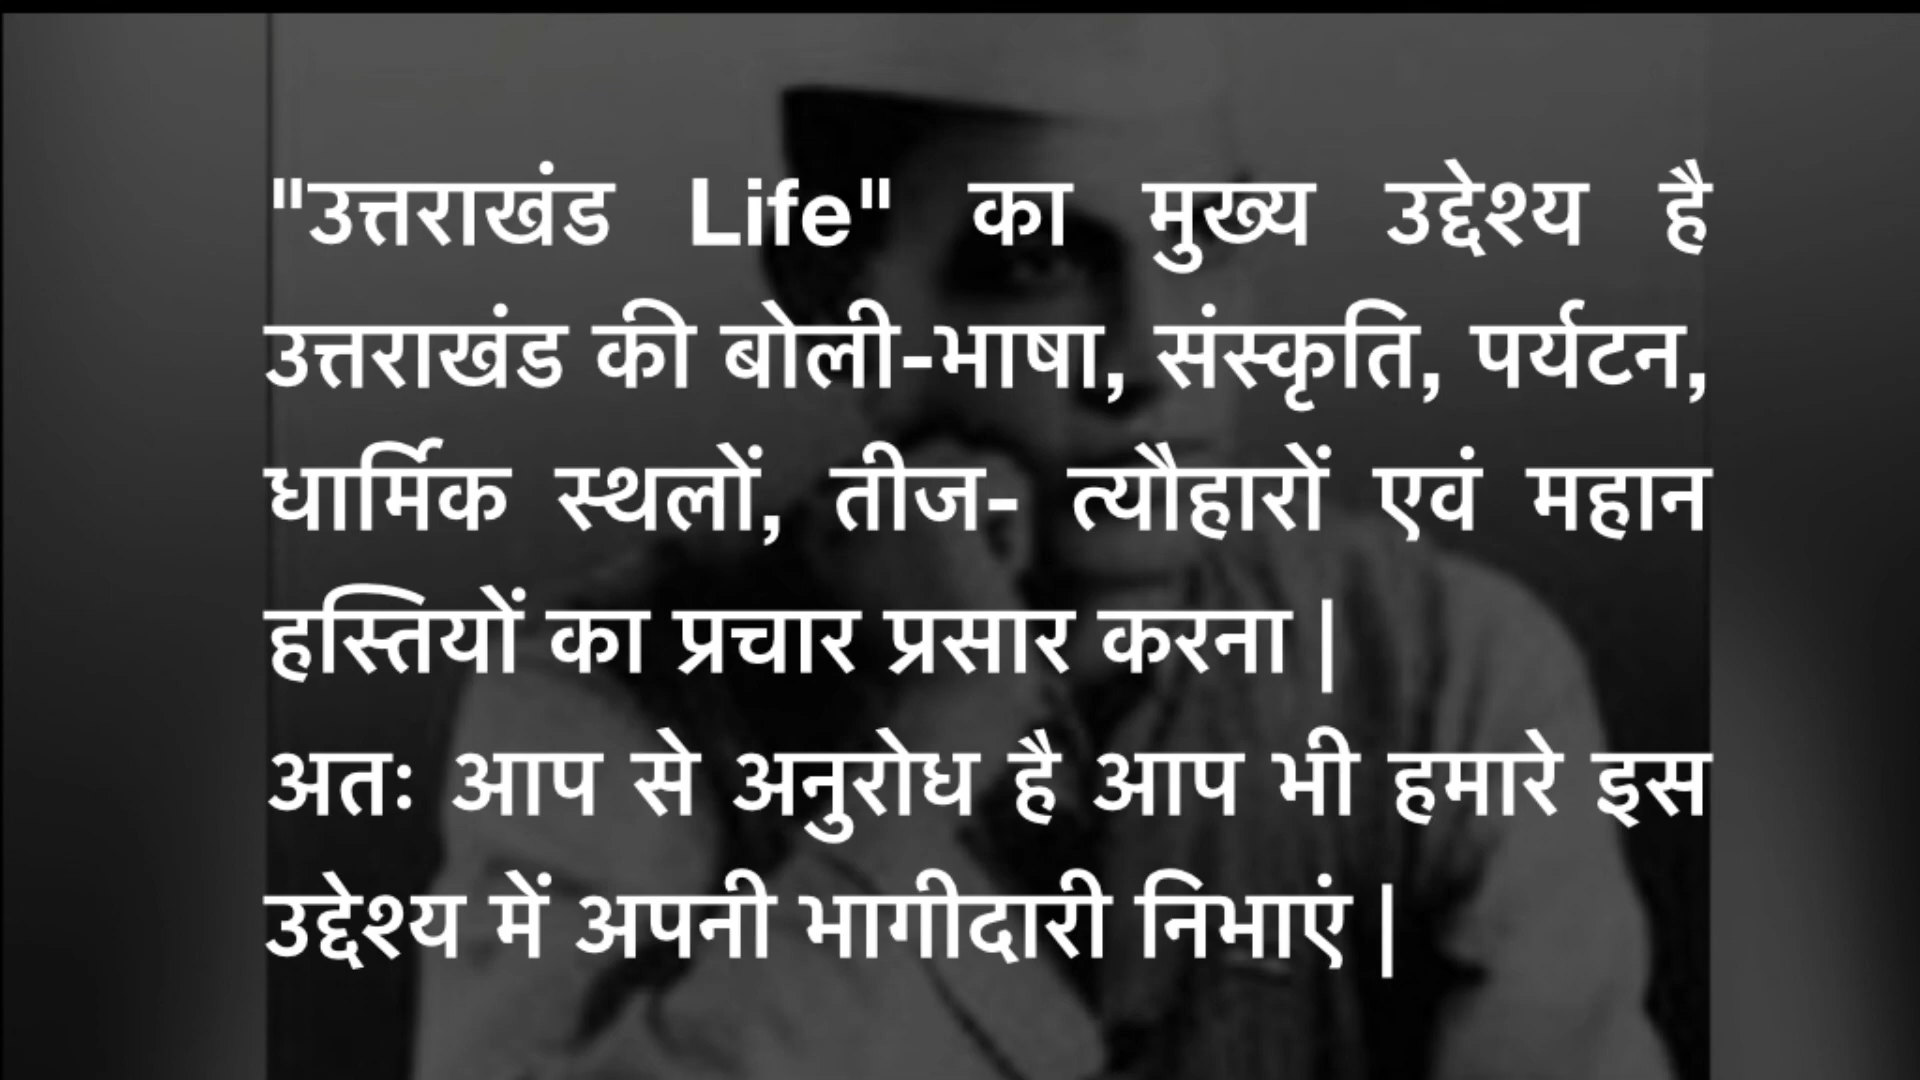 "उत्तराखंड Life" का मुख्य उद्देश्य है
उत्तराखंड की बोली-भाषा, संस्कृति, पर्यटन,
धार्मिक स्थलों, तीज- त्यौहारों एवं महान
हस्तियों का प्रचार प्रसार करना |
अतः आप से अनुरोध है आप भी हमारे इस
उद्देश्य में अपनी भागीदारी निभाएं |